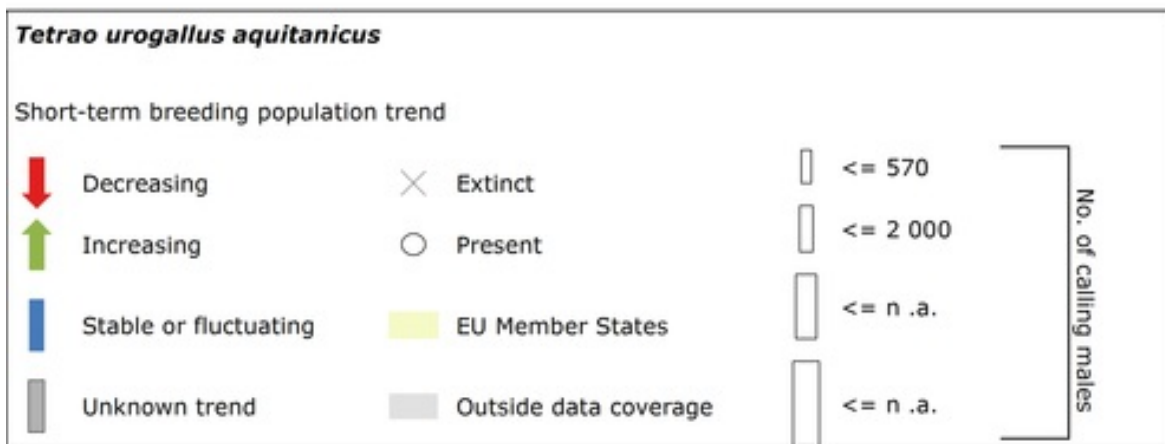 Tetrao urogallus aquitanicus
Short-term breeding population trend
Decreasing
Increasing
Stable or fluctuating
Unknown trend
Extinct
Present
EU Member States
Outside data coverage
<= 570
<= 2 000
<= n .a.
<= n .a.
No. of calling males